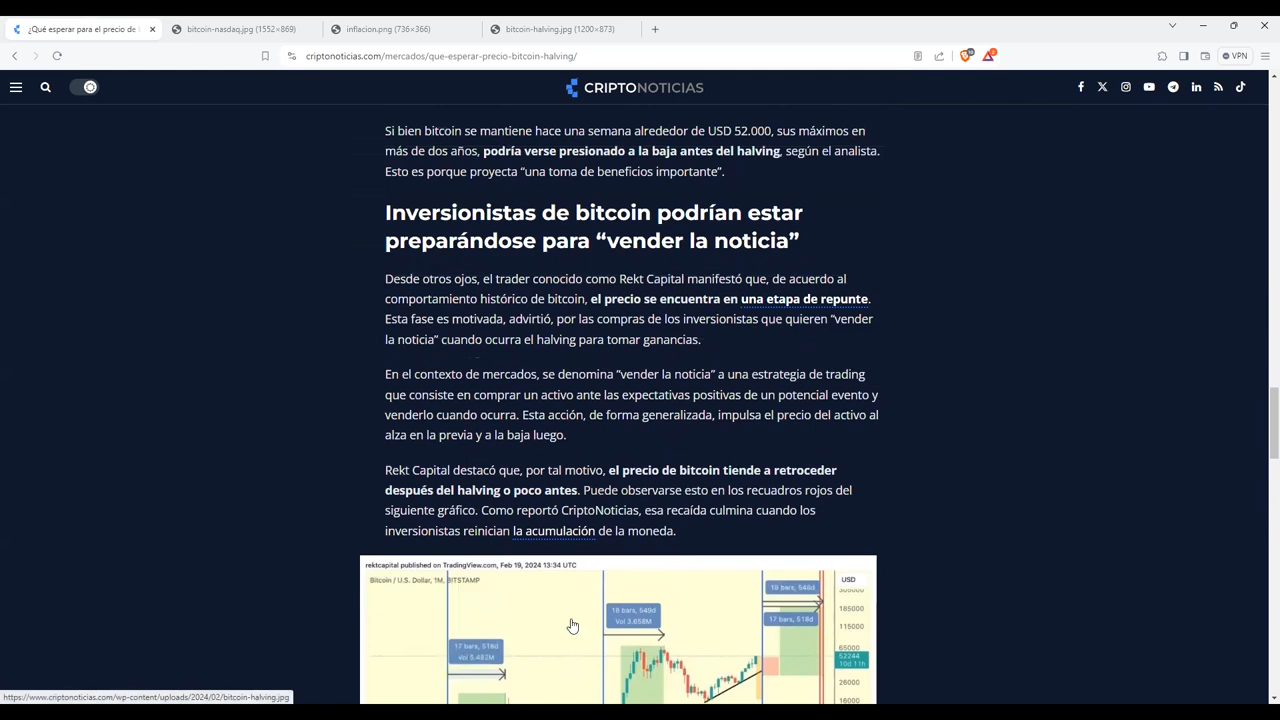 ¿Qué esperar para el precio de l
bitcoin-nasdaq.jpg (1552×869)
inflacion.png (736×366)
bitcoin-halving.jpg (1200×873)
criptonoticias.com/mercados/que-esperar-precio-bitcoin-halving/
VPN
CRIPTONOTICIAS
Si bien bitcoin se mantiene hace una semana alrededor de USD 52.000, sus máximos en
más de dos años, podría verse presionado a la baja antes del halving, según el analista.
Esto es porque proyecta “una toma de beneficios importante”.
Inversionistas de bitcoin podrían estar
preparándose para “vender la noticia”
Desde otros ojos, el trader conocido como Rekt Capital manifestó que, de acuerdo al
comportamiento histórico de bitcoin, el precio se encuentra en una etapa de repunte.
Esta fase es motivada, advirtió, por las compras de los inversionistas que quieren “vender
la noticia” cuando ocurra el halving para tomar ganancias.
En el contexto de mercados, se denomina “vender la noticia” a una estrategia de trading
que consiste en comprar un activo ante las expectativas positivas de un potencial evento y
venderlo cuando ocurra. Esta acción, de forma generalizada, impulsa el precio del activo al
alza en la previa y a la baja luego.
Rekt Capital destacó que, por tal motivo, el precio de bitcoin tiende a retroceder
después del halving o poco antes. Puede observarse esto en los recuadros rojos del
siguiente gráfico. Como reportó CriptoNoticias, esa recaída culmina cuando los
inversionistas reinician la acumulación de la moneda.
rektcapital published on TradingView.com, Feb 19, 2024 13:34 UTC
Bitcoin / U.S. Dollar, 1M, BITSTAMP
USD
185000
115000
65000
52244
10d 11h
26000
16000
17 bars, 518d
Vol 5.482M
18 bars, 549d
Vol 3.658M
17 bars, 518d
https://www.criptonoticias.com/wp-content/uploads/2024/02/bitcoin-halving.jpg